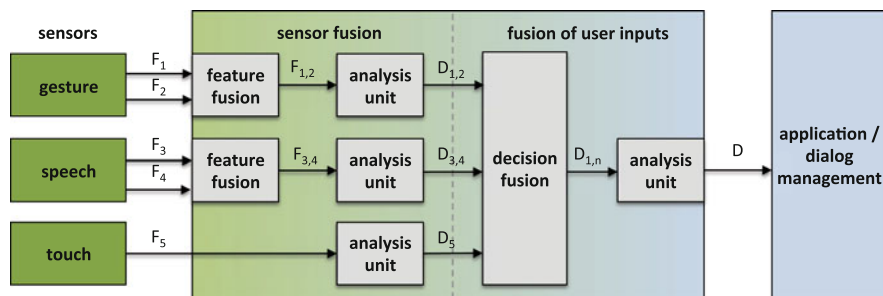 sensors
sensor fusion
fusion of user inputs
gesture
F1
F2
feature
fusion
F1,2
analysis
unit
D1,2
speech
F3
F4
feature
fusion
F3,4
analysis
unit
D3,4
touch
F5
analysis
unit
D5
decision
fusion
D1,n
analysis
unit
D
application /
dialog
management